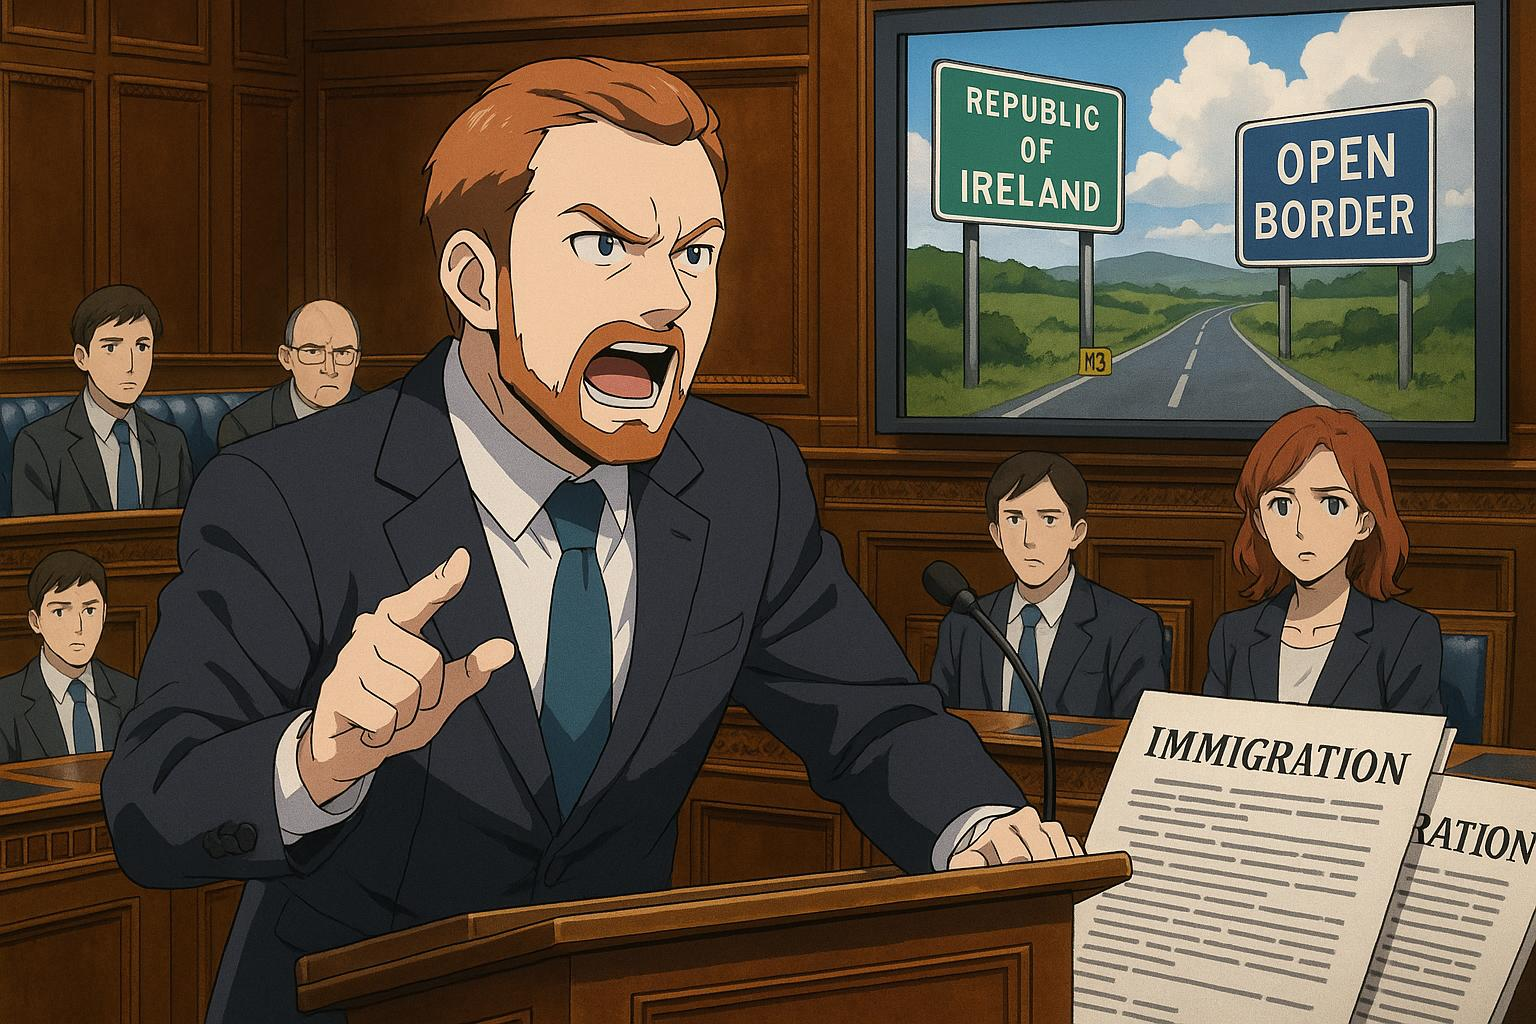 REPUBLIC
OF
IRELAND
OPEN
BORDER
M3
IMMIGRATION
RATION